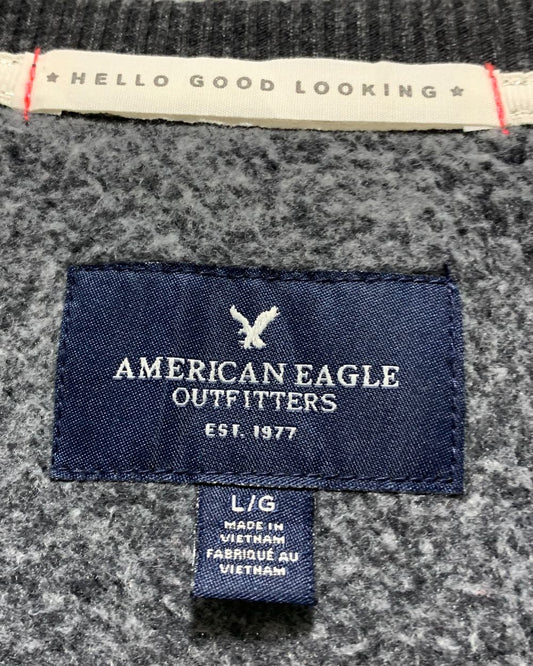 ★ HELLO GOOD LOOKING ★
AMERICAN EAGLE
OUTFITTERS
EST. 1977
L/G
MADE IN
VIETNAM
FABRIQUÉ AU
VIETNAM